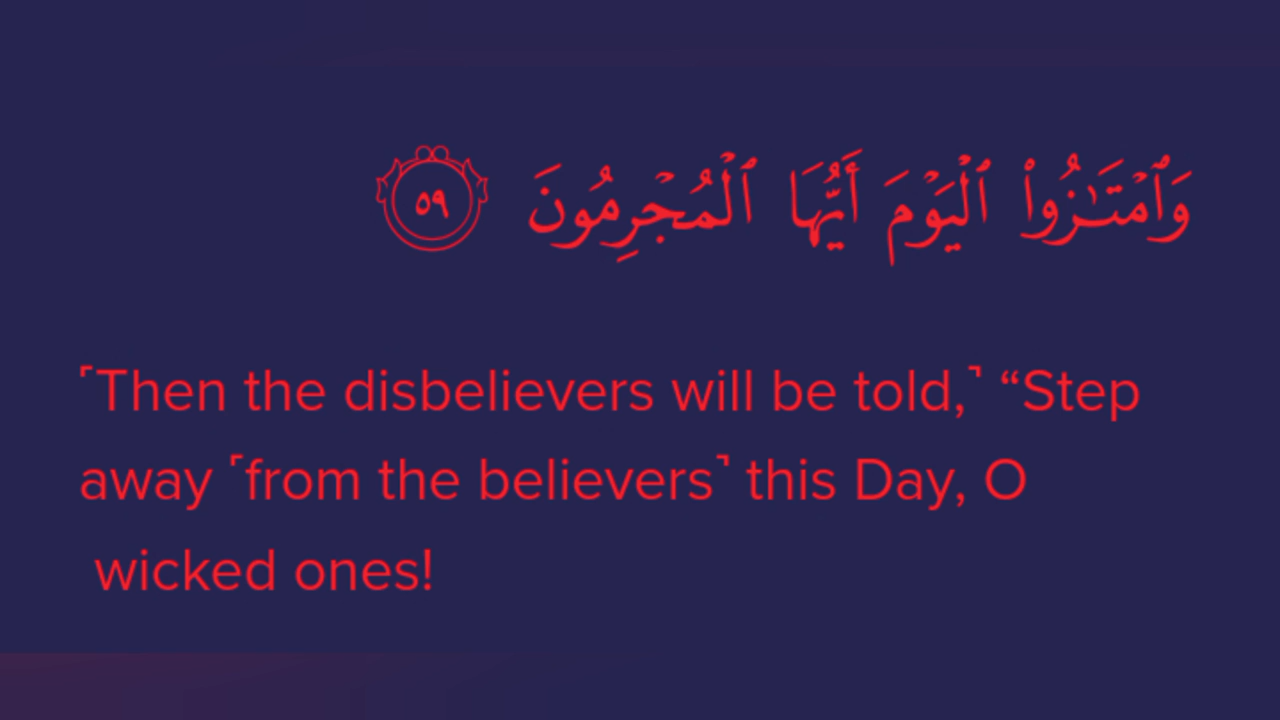 وَٱمْتَـٰزُوا۟ ٱلْيَوْمَ أَيُّهَا ٱلْمُجْرِمُونَ ٥٩
⸢Then the disbelievers will be told,⸣ “Step
away ⸢from the believers⸣ this Day, O
wicked ones!